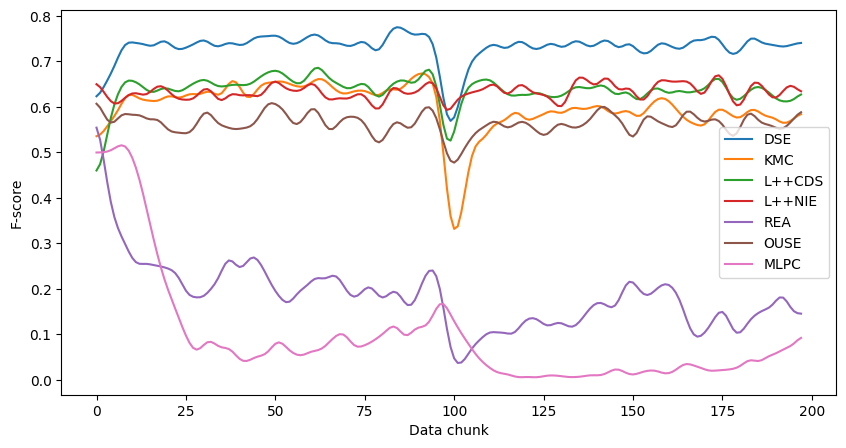 0.8
0.7
0.6
0.5
0.4
0.3
0.2
0.1
0.0
F-score
0 25 50 75 100 125 150 175 200
Data chunk
DSE
KMC
L++CDS
L++NIE
REA
OUSE
MLPC